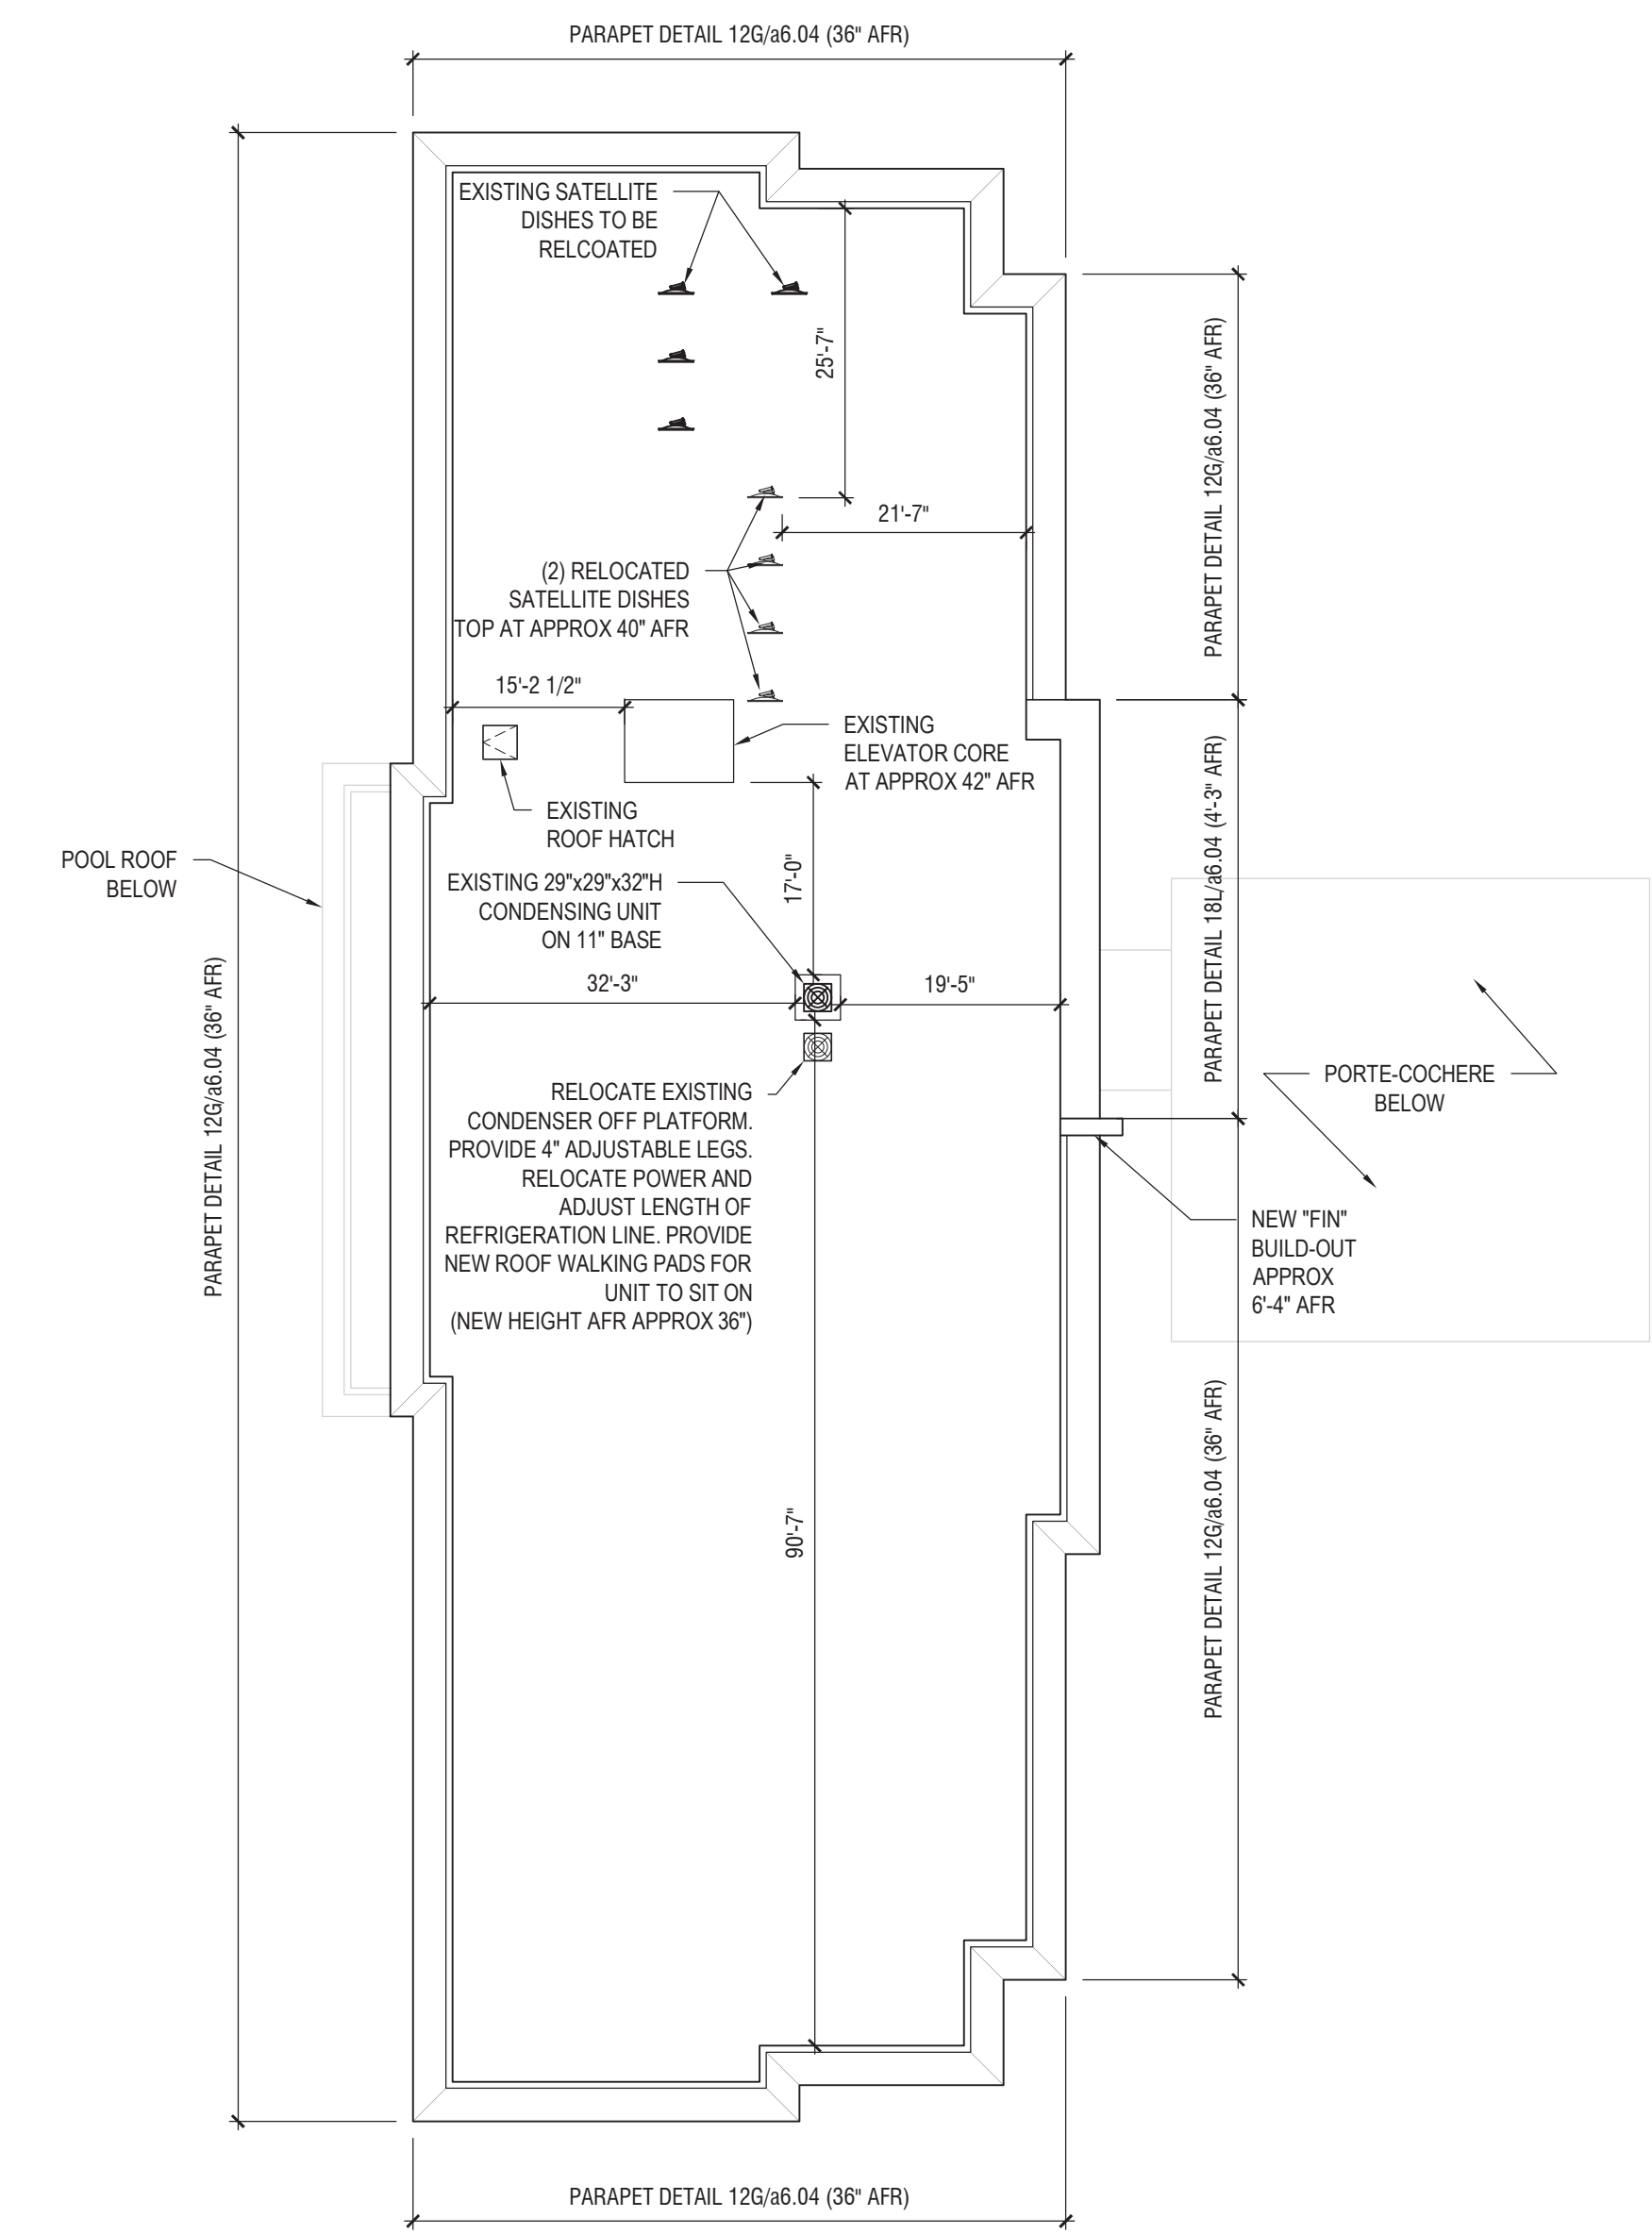 PARAPET DETAIL 12G/a6.04 (36" AFR)
EXISTING SATELLITE
DISHES TO BE
RELCOATED
25'-7"
PARAPET DETAIL 12G/a6.04 (36" AFR)
21'-7"
(2) RELOCATED
SATELLITE DISHES
TOP AT APPROX 40" AFR
15'-2 1/2"
EXISTING
ELEVATOR CORE
AT APPROX 42" AFR
EXISTING
ROOF HATCH
POOL ROOF
BELOW
17'-0"
PARAPET DETAIL 18L/a6.04 (4'-3" AFR)
EXISTING 29"x29"x32"H
CONDENSING UNIT
ON 11" BASE
32'-3"
19'-5"
PARAPET DETAIL 12G/a6.04 (36" AFR)
PORTE-COCHERE
BELOW
RELOCATE EXISTING
CONDENSER OFF PLATFORM.
PROVIDE 4" ADJUSTABLE LEGS.
RELOCATE POWER AND
ADJUST LENGTH OF
REFRIGERATION LINE. PROVIDE
NEW ROOF WALKING PADS FOR
UNIT TO SIT ON
(NEW HEIGHT AFR APPROX 36")
NEW "FIN"
BUILD-OUT
APPROX
6'-4" AFR
90'-7"
PARAPET DETAIL 12G/a6.04 (36" AFR)
PARAPET DETAIL 12G/a6.04 (36" AFR)